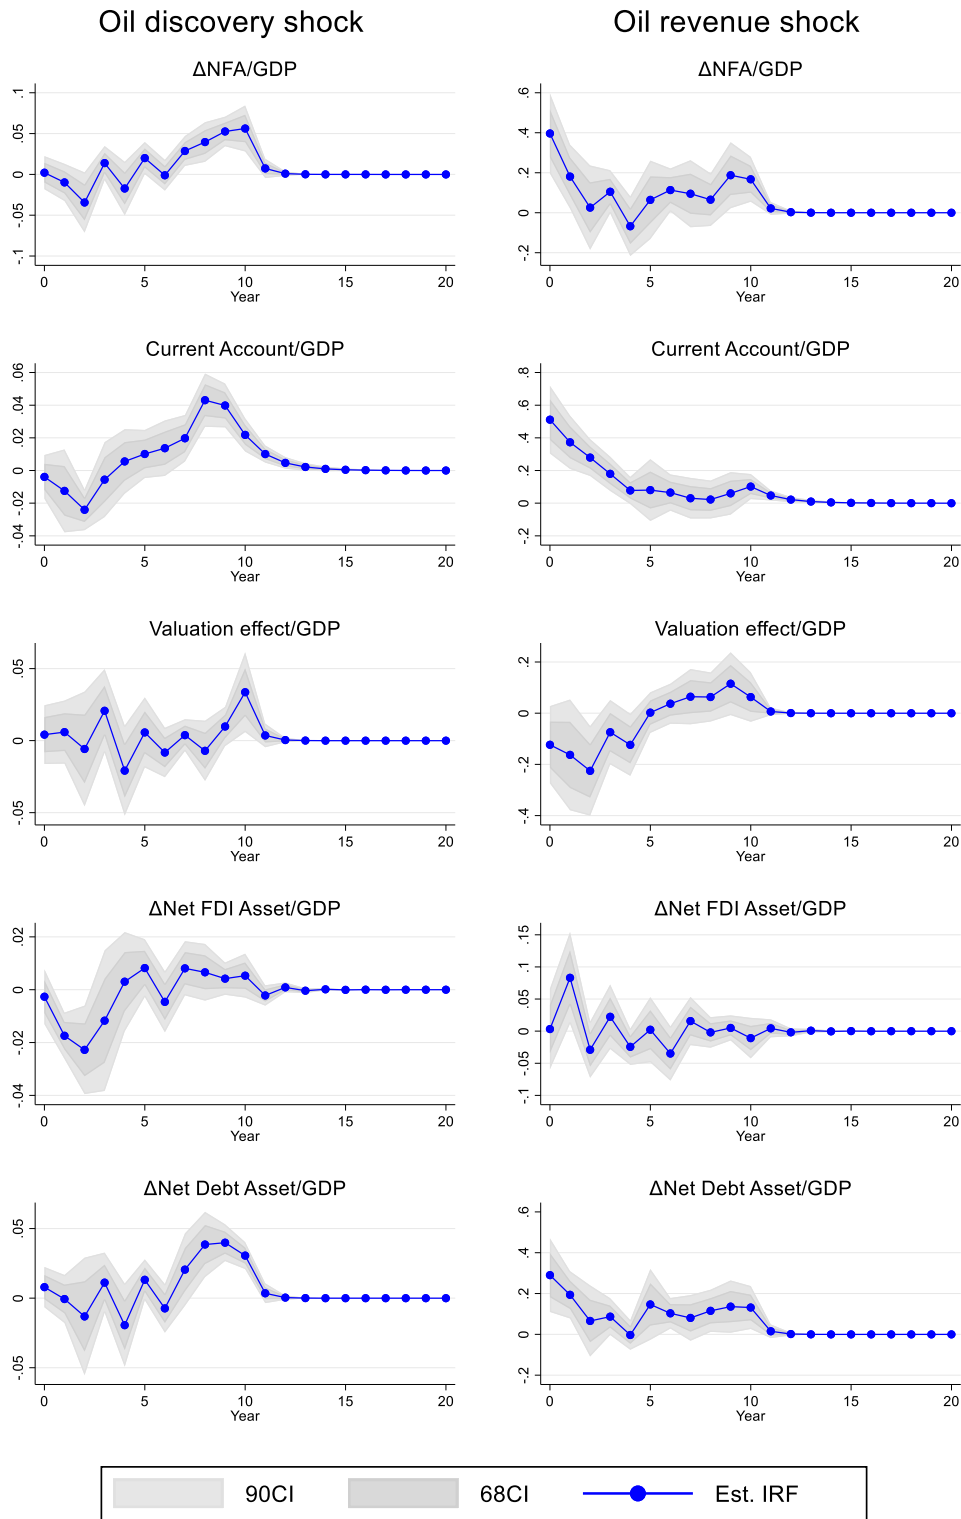 Oil discovery shock
Oil revenue shock
ΔNFA/GDP
.1
.05
0
-.05
-.1
0 5 10 15 20
Year
ΔNFA/GDP
.6
.4
.2
0
-.2
0 5 10 15 20
Year
Current Account/GDP
.06
.04
.02
0
-.02
-.04
0 5 10 15 20
Year
Current Account/GDP
.8
.6
.4
.2
0
-.2
0 5 10 15 20
Year
Valuation effect/GDP
.05
0
-.05
0 5 10 15 20
Year
Valuation effect/GDP
.2
0
-.2
-.4
0 5 10 15 20
Year
ΔNet FDI Asset/GDP
.02
0
-.02
-.04
0 5 10 15 20
Year
ΔNet FDI Asset/GDP
.15
.1
.05
0
-.05
-.1
0 5 10 15 20
Year
ΔNet Debt Asset/GDP
.05
0
-.05
0 5 10 15 20
Year
ΔNet Debt Asset/GDP
.6
.4
.2
0
-.2
0 5 10 15 20
Year
90CI 68CI Est. IRF